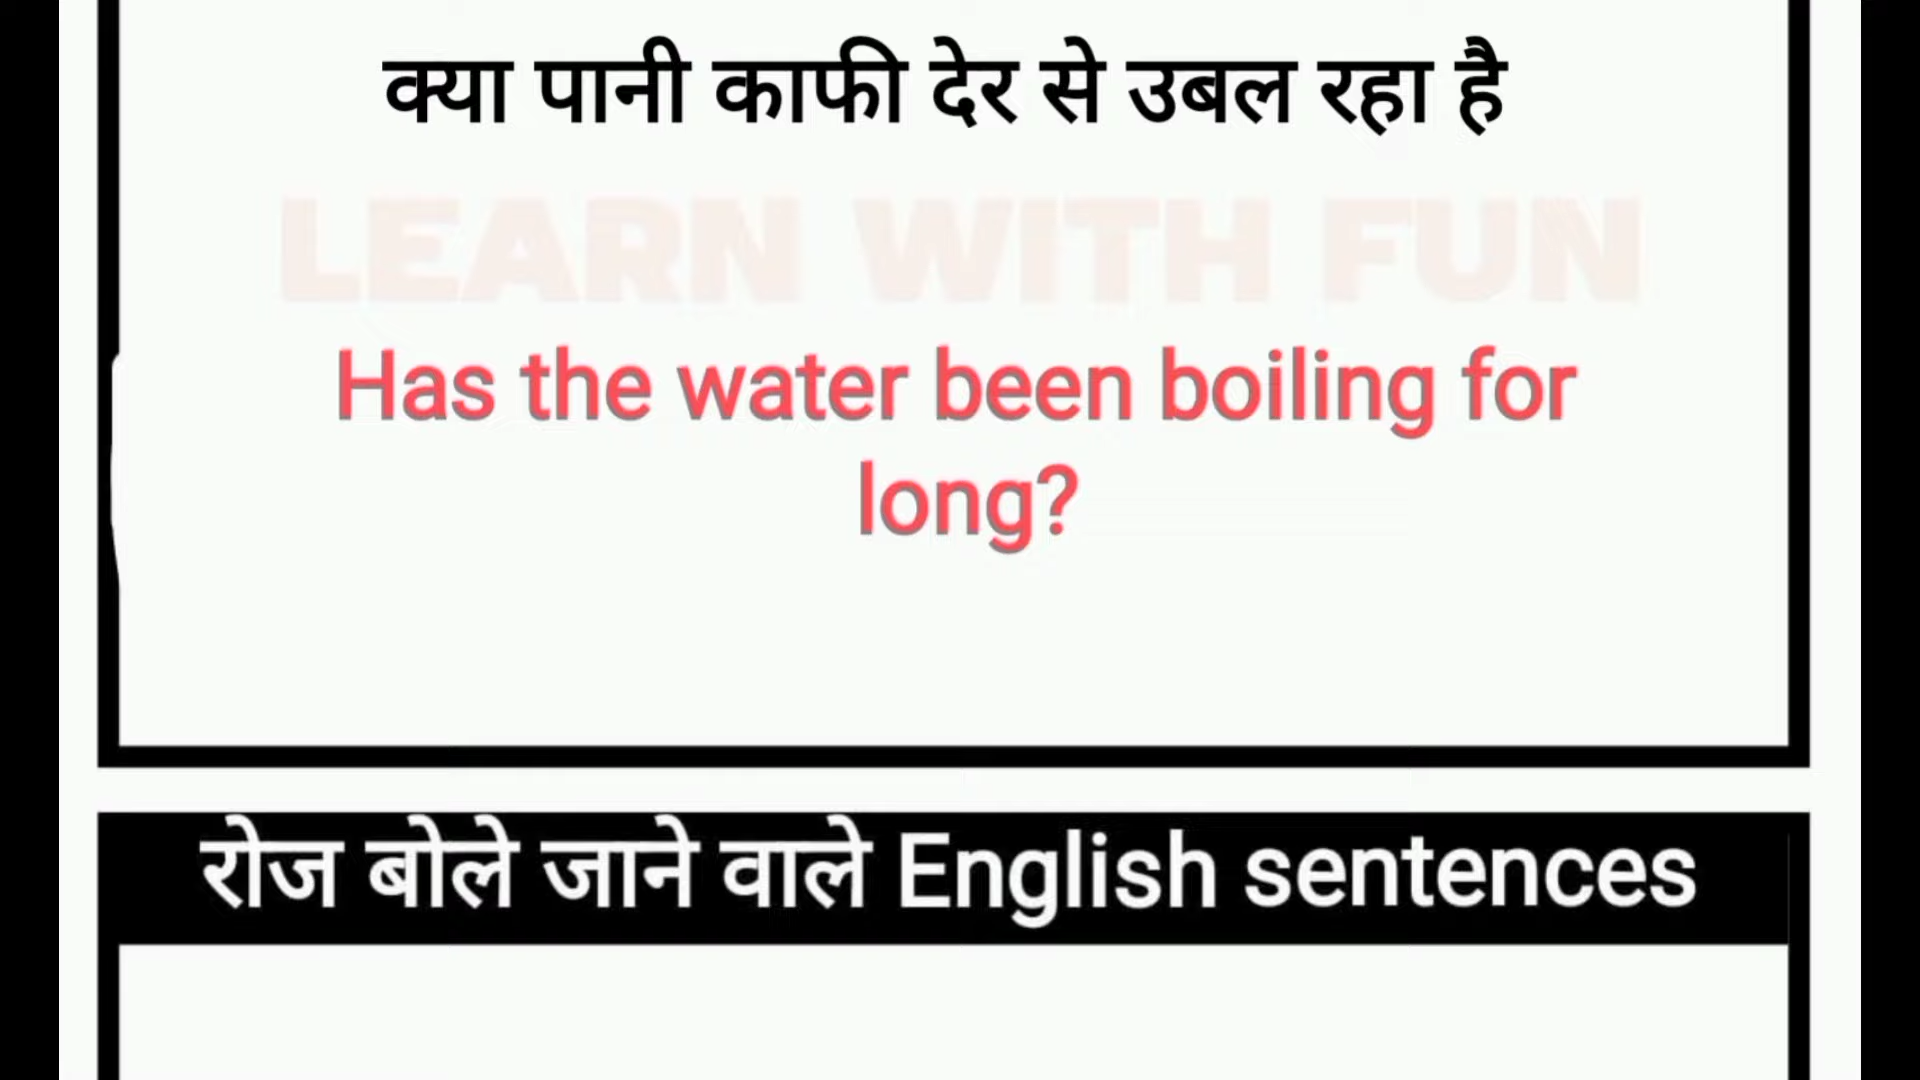 क्या पानी काफी देर से उबल रहा है
LEARN WITH FUN
Has the water been boiling for
long?
रोज बोले जाने वाले English sentences